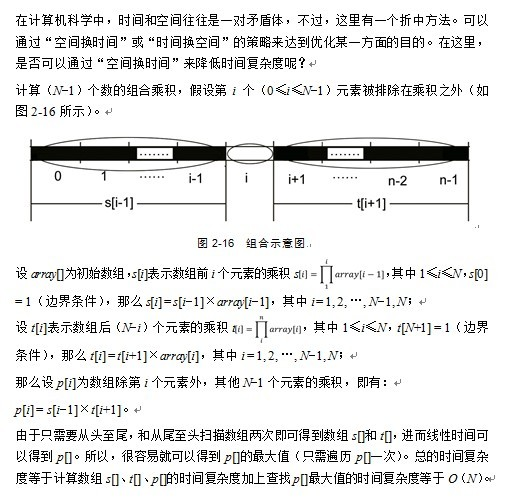 在计算机科学中，时间和空间往往是一对矛盾体，不过，这里有一个折中方法。可以
通过“空间换时间”或“时间换空间”的策略来达到优化某一方面的目的。在这里，
是否可以通过“空间换时间”来降低时间复杂度呢？
计算（N-1）个数的组合乘积，假设第 i 个（0≤i≤N-1）元素被排除在乘积之外（如
图2-16 所示）。
0 1 …… i-1 i i+1 …… n-2 n-1
s[i-1] t[i+1]
图 2-16 组合示意图
设 array[]为初始数组，s[i]表示数组前 i 个元素的乘积 s[i] = ∏_{1}^{i} array[i − 1]，其中 1≤i≤N，s[0]
= 1（边界条件），那么 s[i] = s[i-1]×array[i-1]，其中 i = 1, 2, …, N-1, N；
设 t[i]表示数组后（N-i）个元素的乘积 t[i] = ∏_{i}^{n} array[i]，其中 1≤i≤N，t[N+1] = 1（边界
条件），那么 t[i] = t[i+1]×array[i]，其中 i = 1, 2, …, N-1, N；
那么设 p[i]为数组除第 i 个元素外，其他 N-1 个元素的乘积，即有：
p[i] = s[i-1]×t[i+1]。
由于只需要从头至尾，和从尾至头扫描数组两次即可得到数组 s[]和 t[]，进而线性时间可
以得到 p[]。所以，很容易就可以得到 p[]的最大值（只需遍历 p[]一次）。总的时间复杂
度等于计算数组 s[]、t[]、p[]的时间复杂度加上查找 p[]最大值的时间复杂度等于 O（N）。